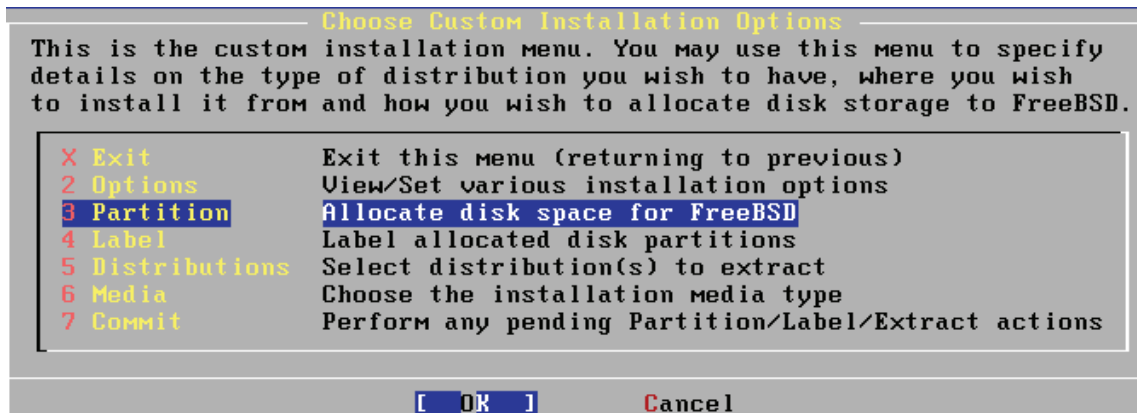 Choose Custom Installation Options
This is the custom installation menu. You may use this menu to specify
details on the type of distribution you wish to have, where you wish
to install it from and how you wish to allocate disk storage to FreeBSD.
X Exit Exit this menu (returning to previous)
2 Options View/Set various installation options
3 Partition Allocate disk space for FreeBSD
4 Label Label allocated disk partitions
5 Distributions Select distribution(s) to extract
6 Media Choose the installation media type
7 Commit Perform any pending Partition/Label/Extract actions
[ OK ] Cancel